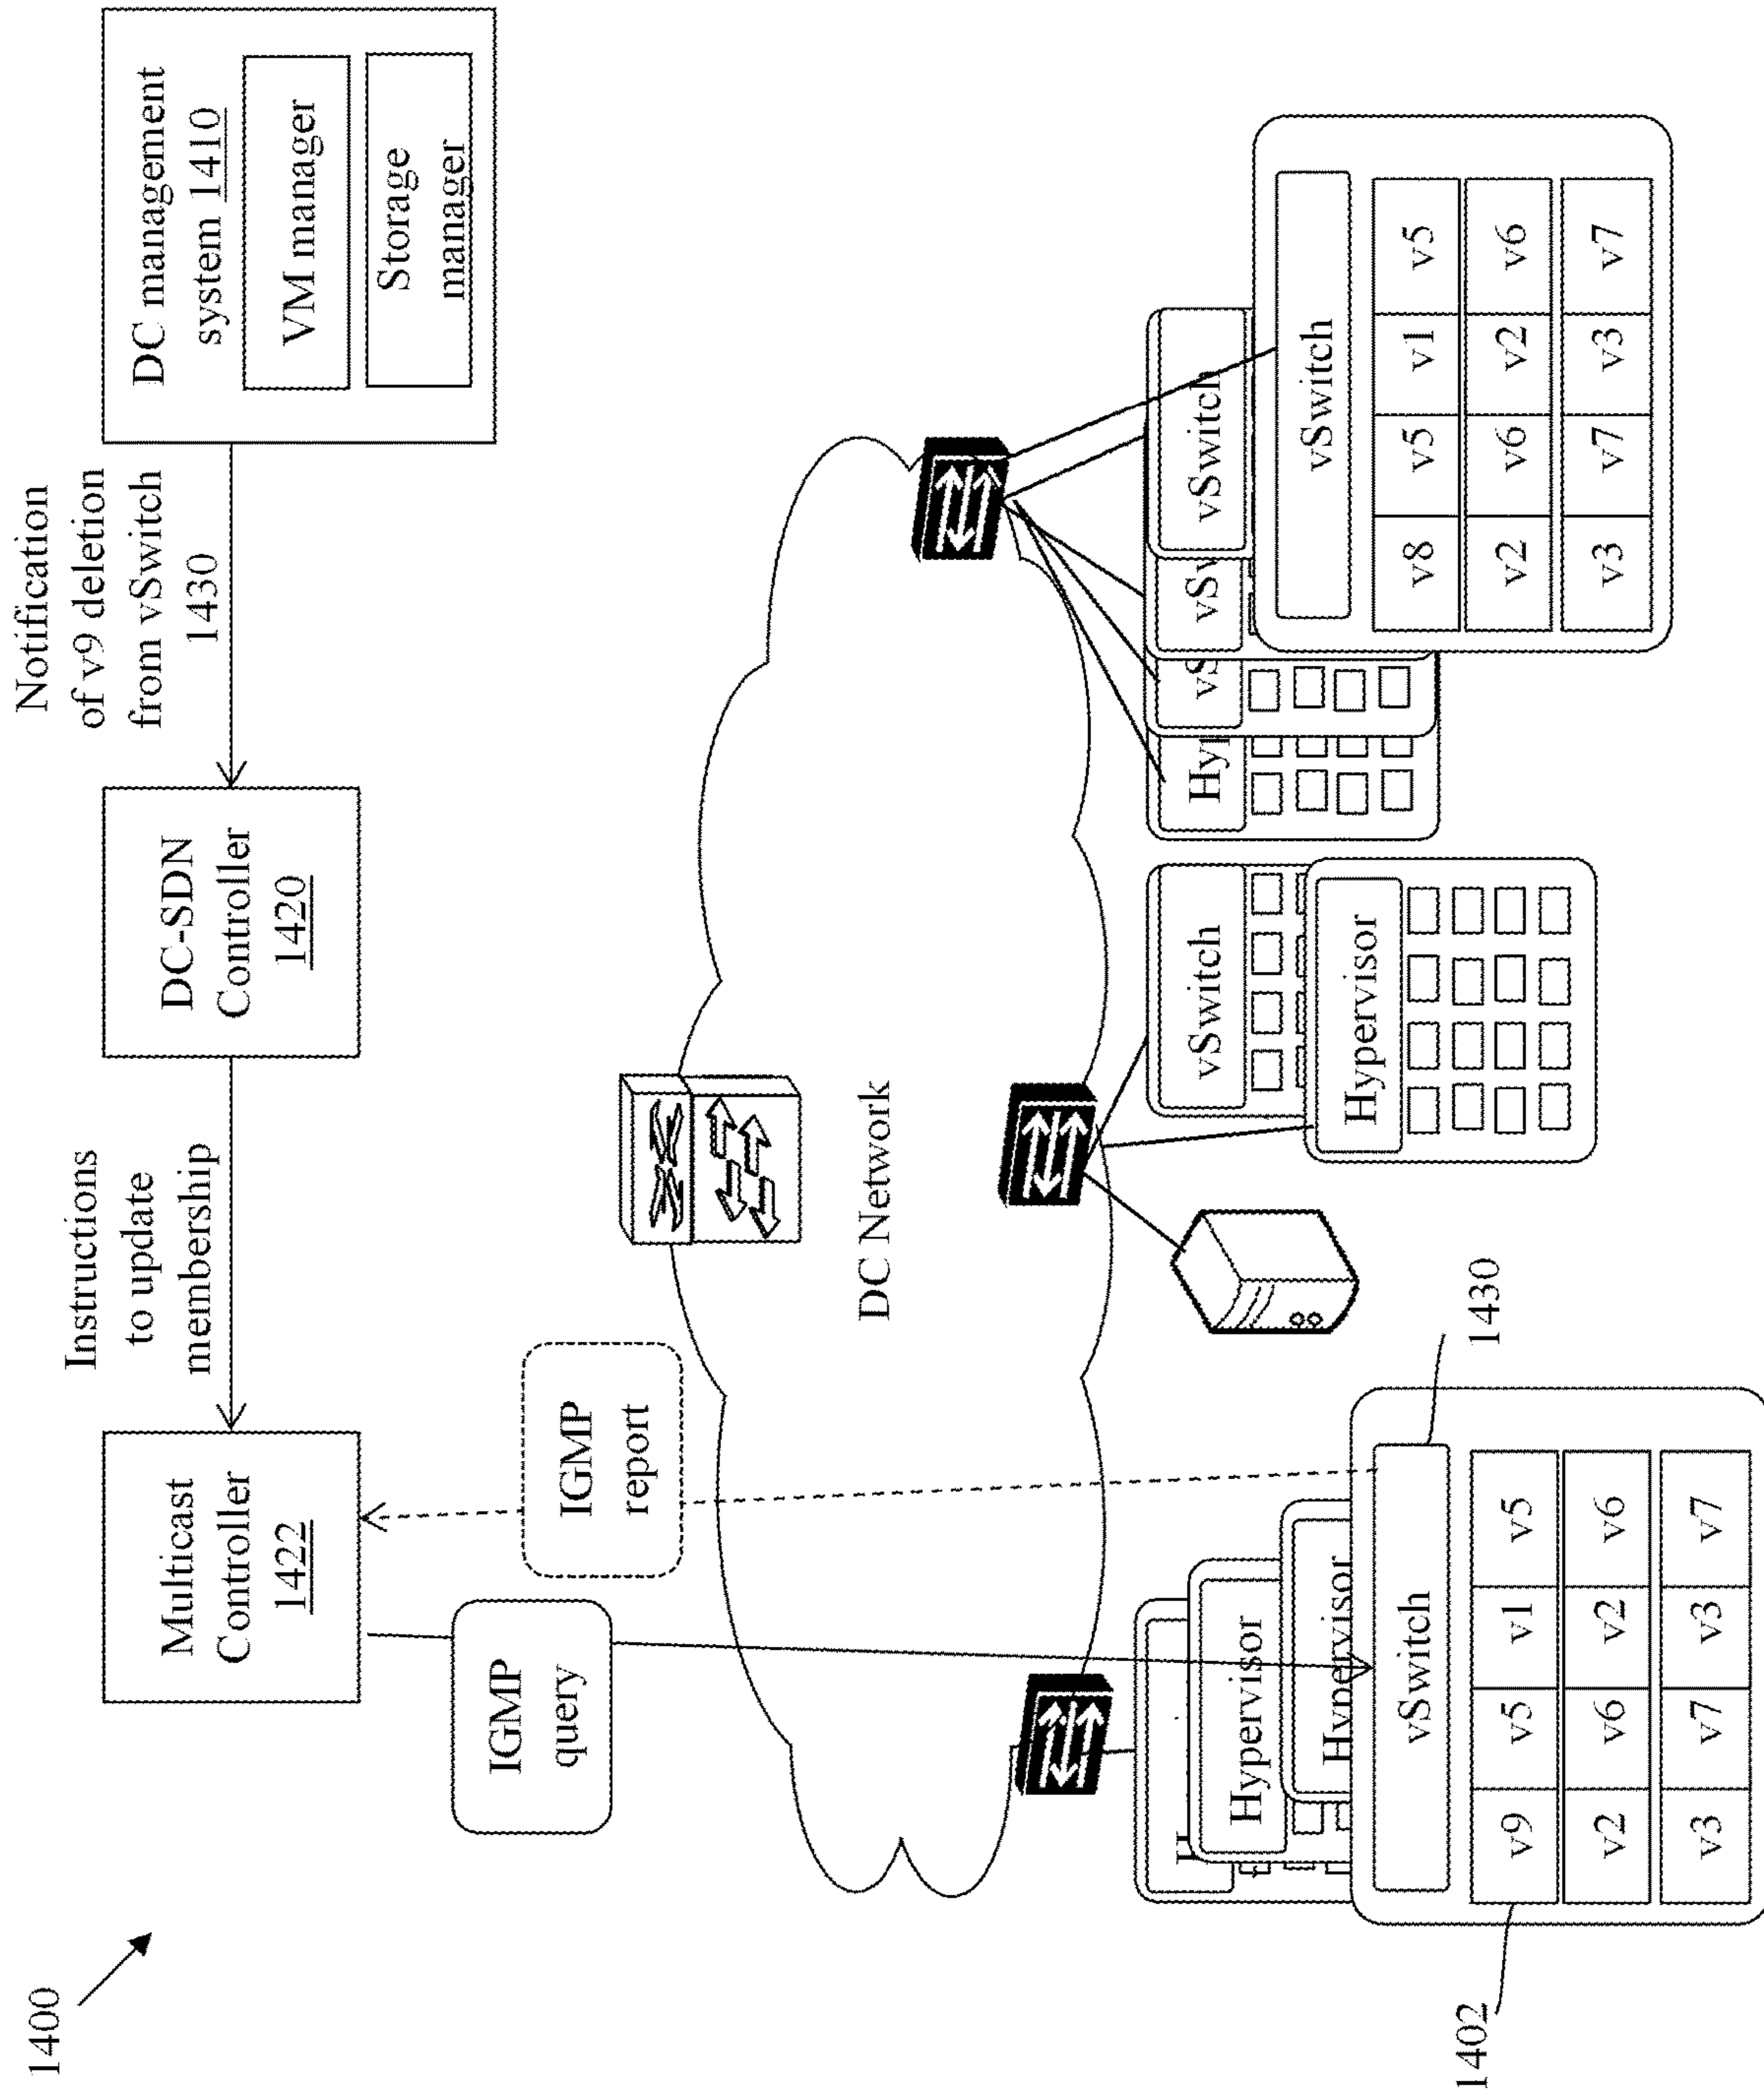 1400
Multicast
Controller
1422
Instructions
to update
membership
DC-SDN
Controller
1420
Notification
of v9 deletion
from vSwitch
1430
DC management
system 1410
VM manager
Storage
manager
IGMP
query
IGMP
report
DC Network
Hypervisor
Hypervisor
vSwitch
v9 v5 v1 v5
v2 v6 v2 v6
v3 v7 v3 v7
1402
1430
vSwitch
Hypervisor
vSwitch
vSwitch
v8 v5 v1 v5
v2 v6 v2 v6
v3 v7 v3 v7